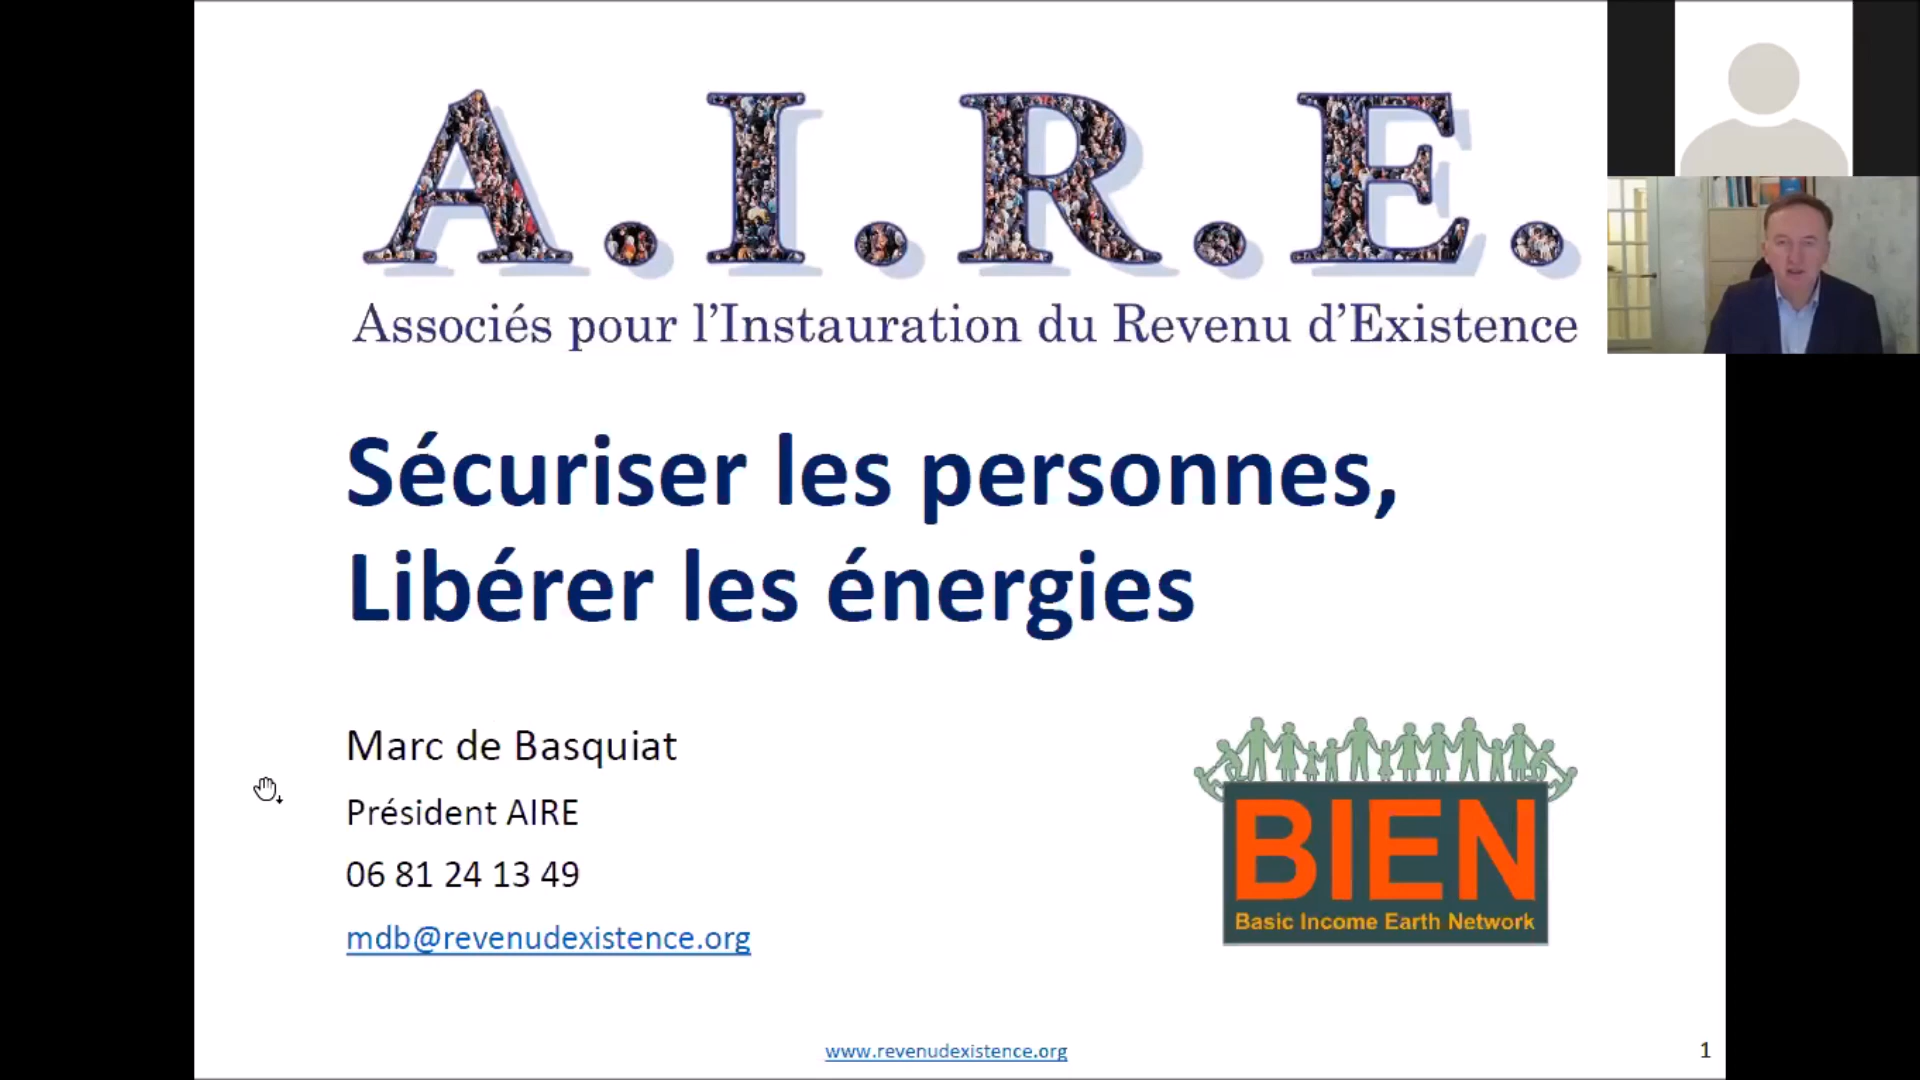 A.I.R.E.
Associés pour l'Instauration du Revenu d'Existence
Sécuriser les personnes,
Libérer les énergies
Marc de Basquiat
Président AIRE
06 81 24 13 49
mdb@revenudexistence.org
BIEN
Basic Income Earth Network
www.revenudexistence.org
1